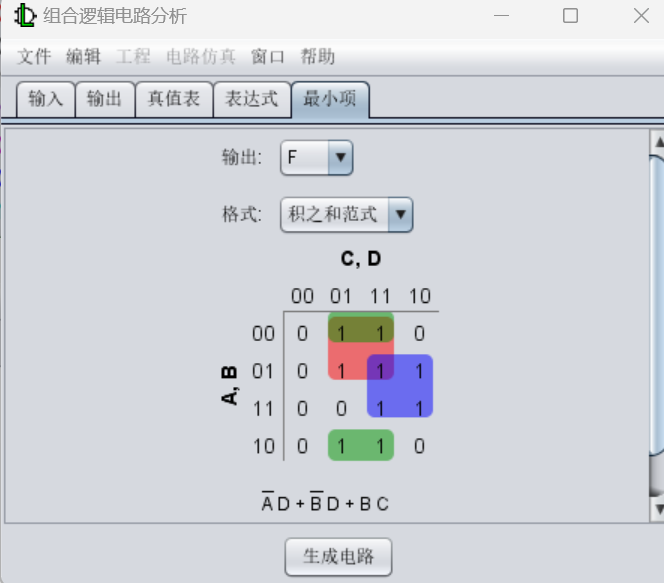 组合逻辑电路分析
文件 编辑 工程 电路仿真 窗口 帮助
输入 输出 真值表 表达式 最小项
输出: F
格式: 积之和范式
C, D
00 01 11 10
00 0 1 1 0
A, B
01 0 1 1 1
11 0 0 1 1
10 0 1 1 0
A̅ D + B̅ D + B C
生成电路